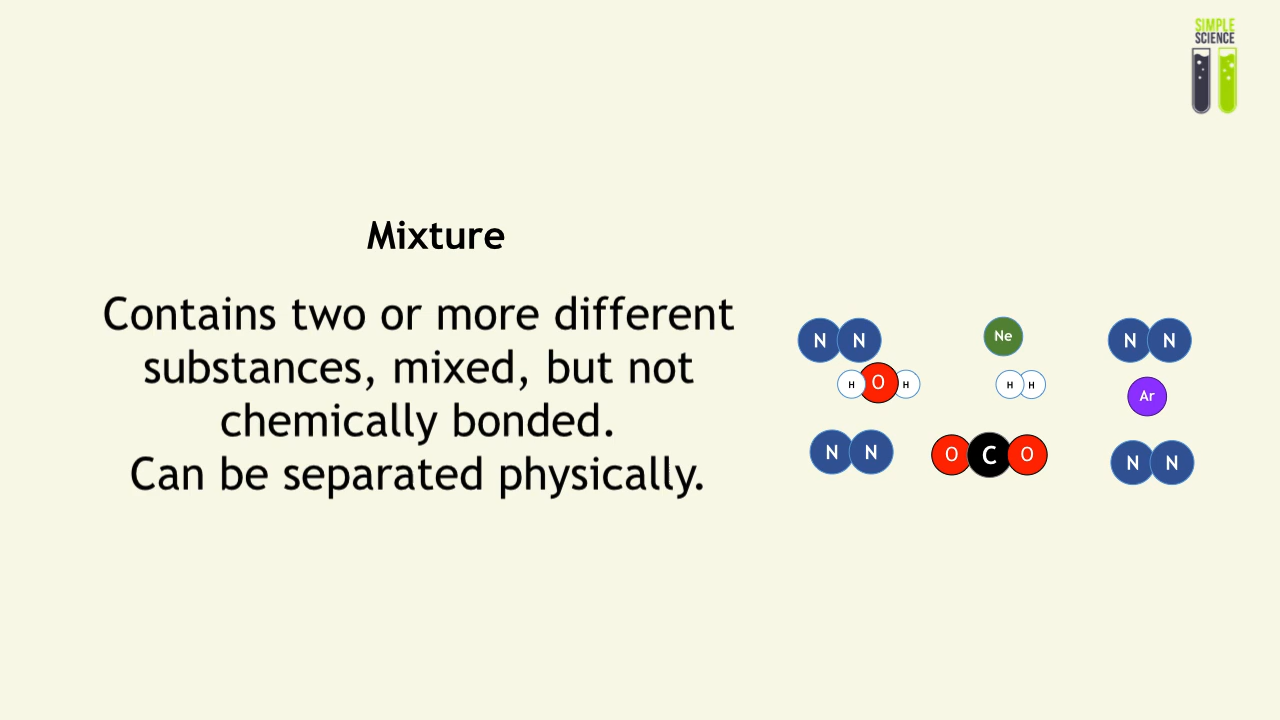 SIMPLE
SCIENCE
Mixture
Contains two or more different
substances, mixed, but not
chemically bonded.
Can be separated physically.
N N
Ne
N N
H O H
H H
Ar
N N
O C O
N N